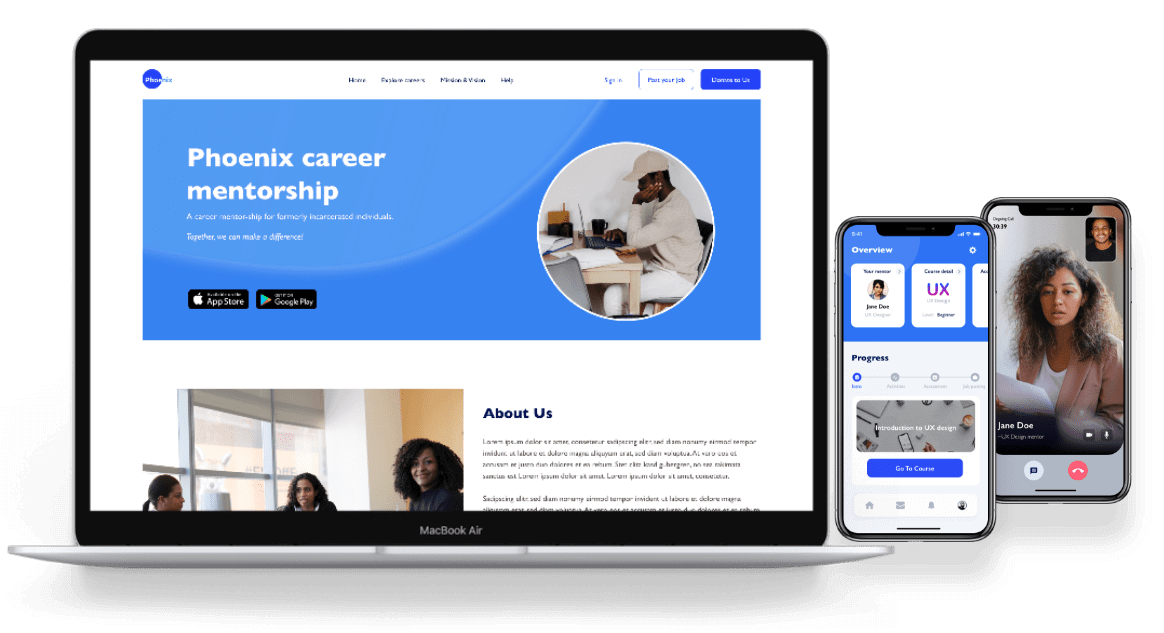 Phoenix
Home
Explore careers
Mission & Vision
Help
Sign in
Post your Job
Donate to Us
Phoenix career
mentorship
A career mentor-ship for formerly incarcerated individuals.
Together, we can make a difference!
App Store
GET IT ON
Google Play
About Us
Lorem ipsum dolor sit amet, consetetur sadipscing elitr, sed diam nonumy eirmod tempor
invidunt ut labore et dolore magna aliquyam erat, sed diam voluptua. At vero eos et
accusam et justo duo dolores et ea rebum. Stet clita kasd gubergren, no sea takimata
sanctus est Lorem ipsum dolor sit amet. Lorem ipsum dolor sit amet, consetetur.
Sadipscing elitr, sed diam nonumy eirmod tempor invidunt ut labore et dolore magna
aliquyam erat, sed diam voluptua. At vero eos et accusam et justo duo dolores et ea rebum.
MacBook Air
9:41
Overview
Your mentor
Jane Doe
UX Designer
Course detail
UX
UX Design
Level: Beginner
Progress
Intro
Activities
Assessment
Job posting
Introduction to UX design
Go To Course
Ongoing Call
30:39
Jane Doe
~UX Design mentor